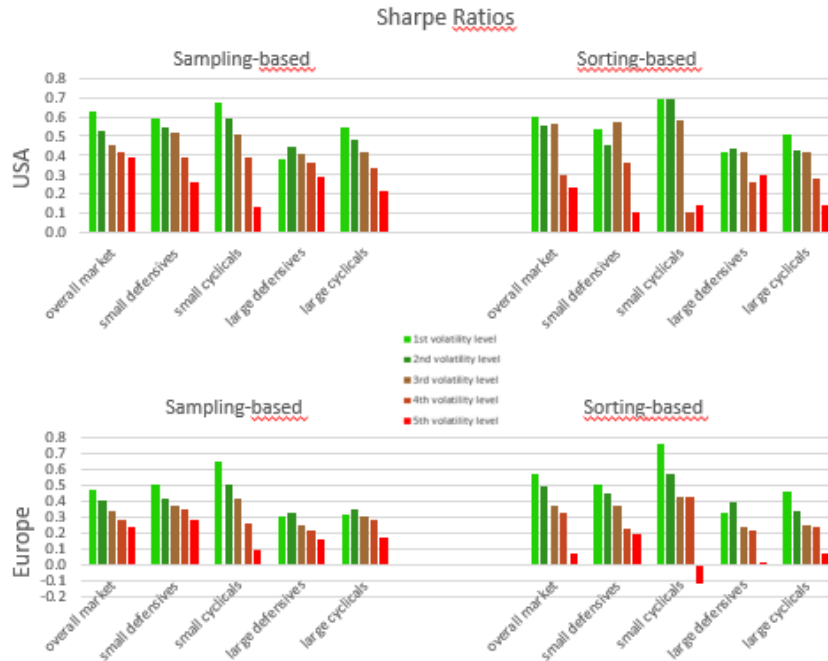 Sharpe Ratios
Sampling-based
Sorting-based
USA
0.8
0.7
0.6
0.5
0.4
0.3
0.2
0.1
0.0
overall market
small defensives
small cyclicals
large defensives
large cyclicals
overall market
small defensives
small cyclicals
large defensives
large cyclicals
1st volatility level
2nd volatility level
3rd volatility level
4th volatility level
5th volatility level
Sampling-based
Sorting-based
Europe
0.8
0.7
0.6
0.5
0.4
0.3
0.2
0.1
0.0
-0.1
-0.2
overall market
small defensives
small cyclicals
large defensives
large cyclicals
overall market
small defensives
small cyclicals
large defensives
large cyclicals